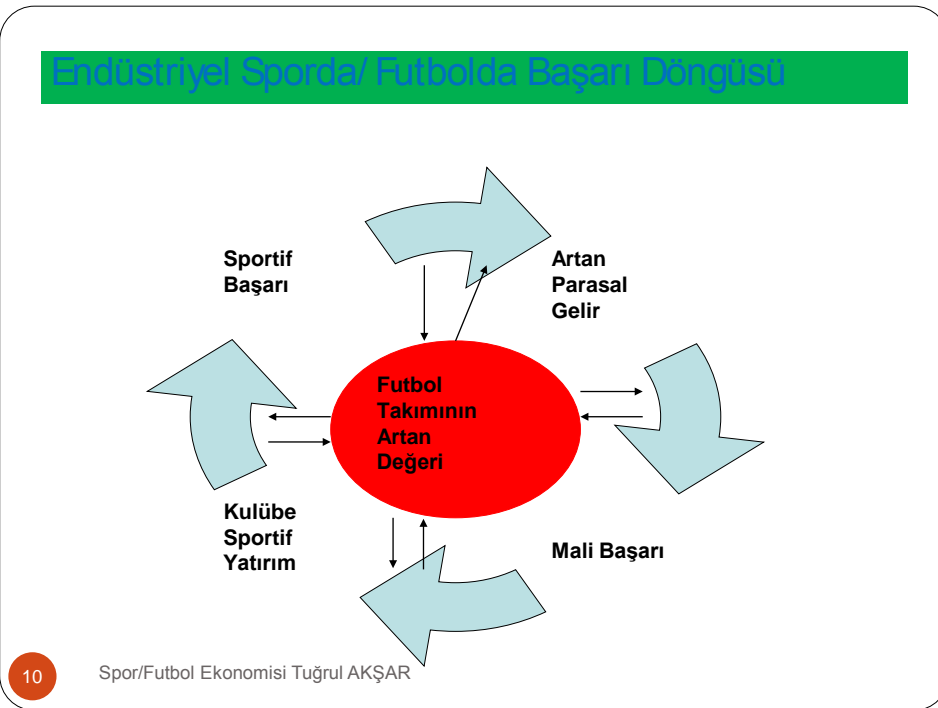 Endüstriyel Sporda/ Futbolda Başarı Döngüsü
Sportif
Başarı
Artan
Parasal
Gelir
Futbol
Takımının
Artan
Değeri
Kulübe
Sportif
Yatırım
Mali Başarı
10
Spor/Futbol Ekonomisi Tuğrul AKŞAR